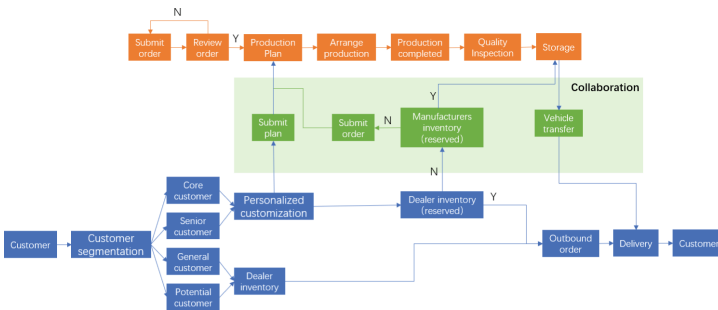 N
Submit
order
Review
order
Y
Production
Plan
Arrange
production
Production
completed
Quality
Inspection
Storage
Collaboration
Submit
plan
Submit
order
N
Manufacturers
inventory
(reserved)
Y
Vehicle
transfer
N
Core
customer
Senior
customer
Personalized
customization
Dealer inventory
(reserved)
Y
Customer
Customer
segmentation
General
customer
Potential
customer
Dealer
inventory
Outbound
order
Delivery
Customer